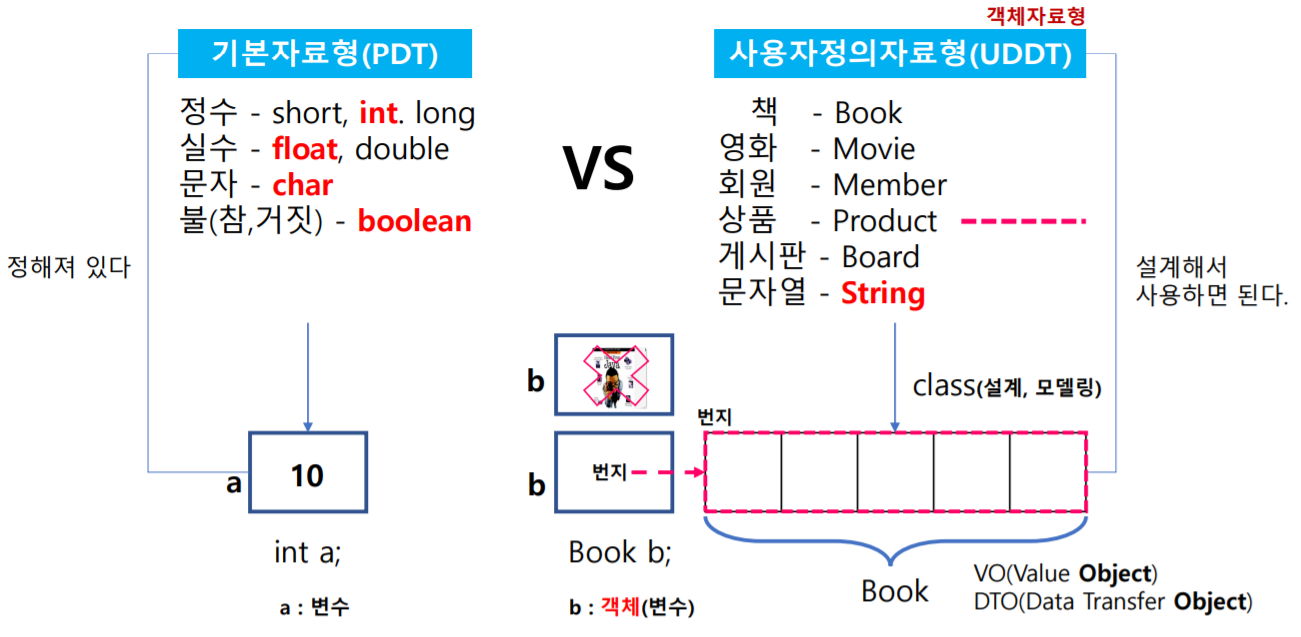 객체자료형
기본자료형(PDT)
사용자정의자료형(UDDT)
정수 - short, int. long
실수 - float, double
문자 - char
불(참,거짓) - boolean
정해져 있다
VS
책 - Book
영화 - Movie
회원 - Member
상품 - Product
게시판 - Board
문자열 - String
설계해서
사용하면 된다.
b
class(설계, 모델링)
번지
a
10
b
번지
int a;
a : 변수
Book b;
b : 객체(변수)
Book
VO(Value Object)
DTO(Data Transfer Object)